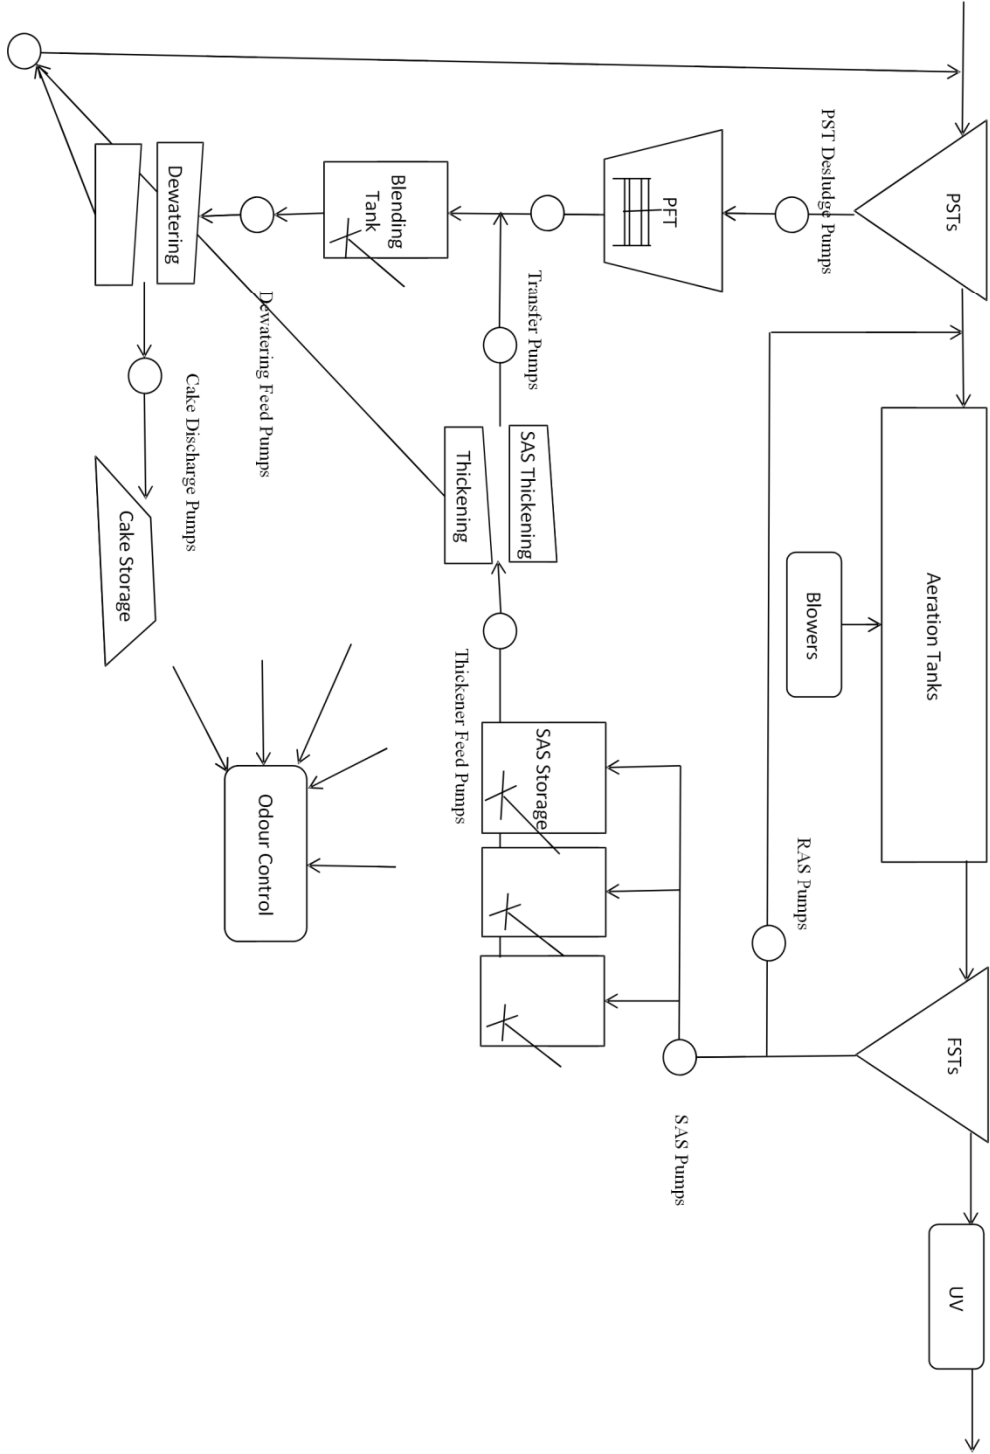 PSTs
Aeration Tanks
FSTs
UV
Blowers
PST Desludge Pumps
RAS Pumps
PFT
SAS Pumps
Blending
Tank
Transfer Pumps
SAS Thickening
Thickening
SAS Storage
Thickener Feed Pumps
Dewatering
Dewatering Feed Pumps
Cake Discharge Pumps
Cake Storage
Odour Control